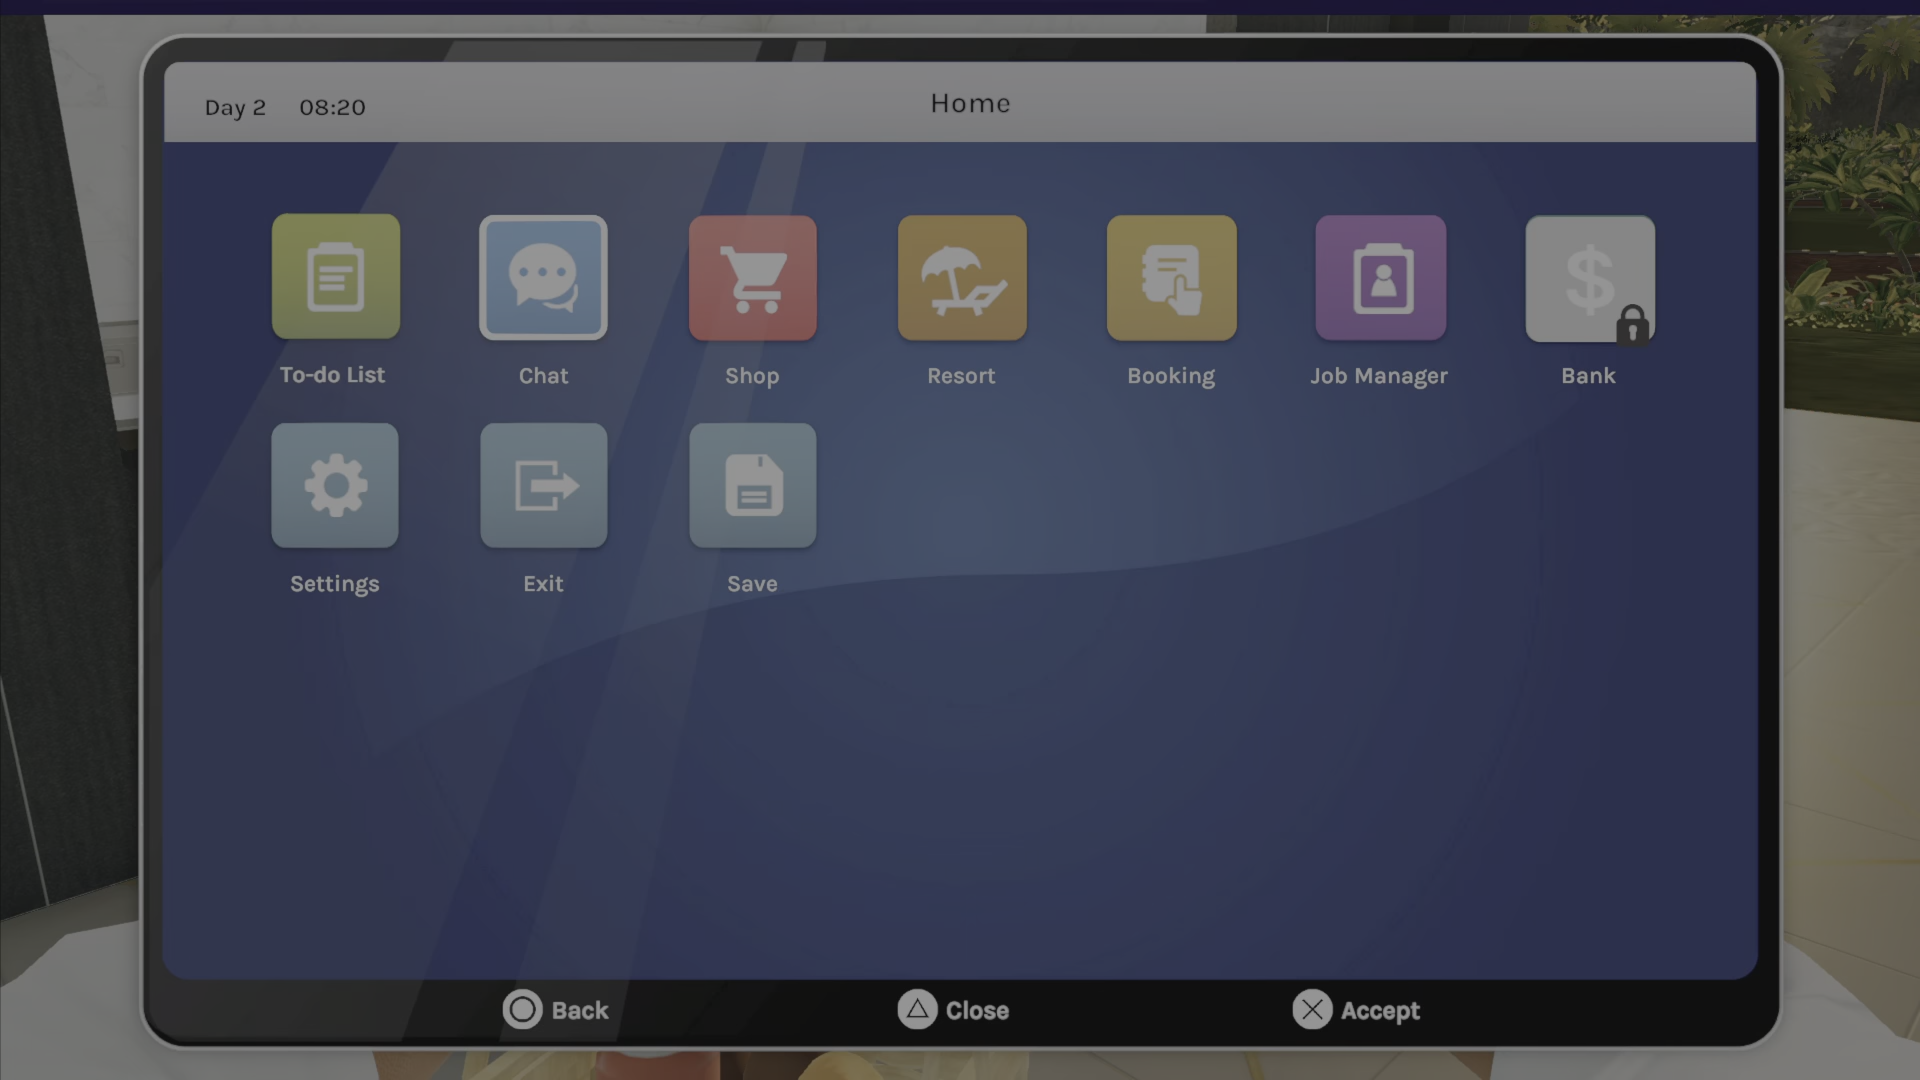 Day 2 08:20 Home
To-do List Chat Shop Resort Booking Job Manager Bank
Settings Exit Save
Back Close Accept